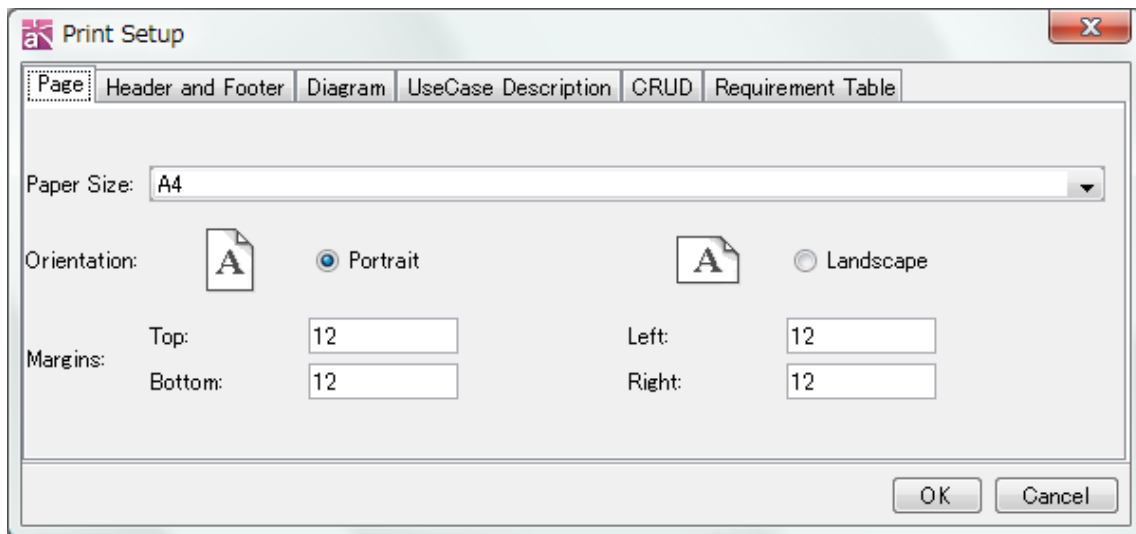 Print Setup
Page Header and Footer Diagram UseCase Description CRUD Requirement Table
Paper Size: A4
Orientation: A Portrait A Landscape
Margins:
Top: 12 Left: 12
Bottom: 12 Right: 12
OK Cancel